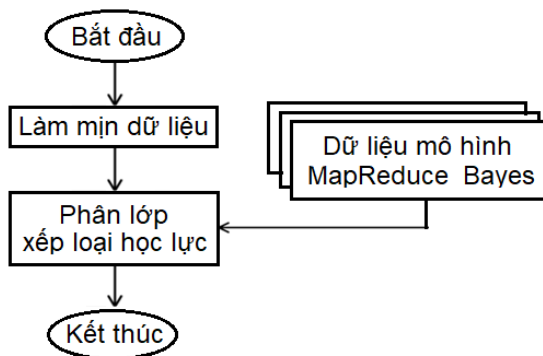 Bắt đầu
Làm mịn dữ liệu
Dữ liệu mô hình
MapReduce Bayes
Phân lớp
xếp loại học lực
Kết thúc